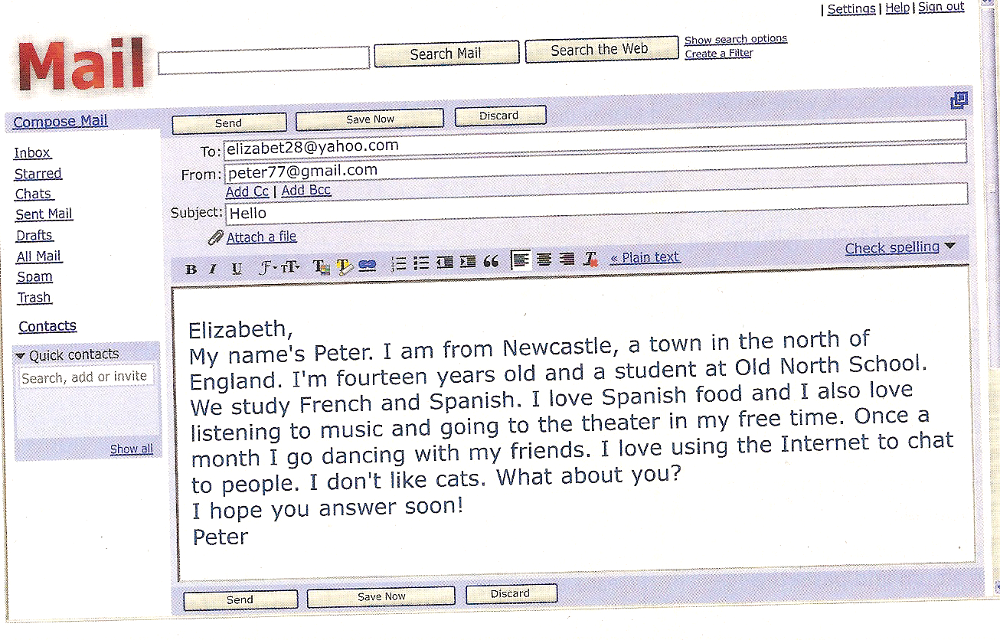 | Settings | Help | Sign out
Mail
Search Mail
Search the Web
Show search options
Create a Filter
Compose Mail
Inbox
Starred
Chats
Sent Mail
Drafts
All Mail
Spam
Trash
Contacts
Quick contacts
Search, add or invite
Show all
Send
Save Now
Discard
To: elizabet28@yahoo.com
From: peter77@gmail.com
Add Cc | Add Bcc
Subject: Hello
Attach a file
B I U « Plain text
Check spelling
Elizabeth,
My name's Peter. I am from Newcastle, a town in the north of
England. I'm fourteen years old and a student at Old North School.
We study French and Spanish. I love Spanish food and I also love
listening to music and going to the theater in my free time. Once a
month I go dancing with my friends. I love using the Internet to chat
to people. I don't like cats. What about you?
I hope you answer soon!
Peter
Send
Save Now
Discard